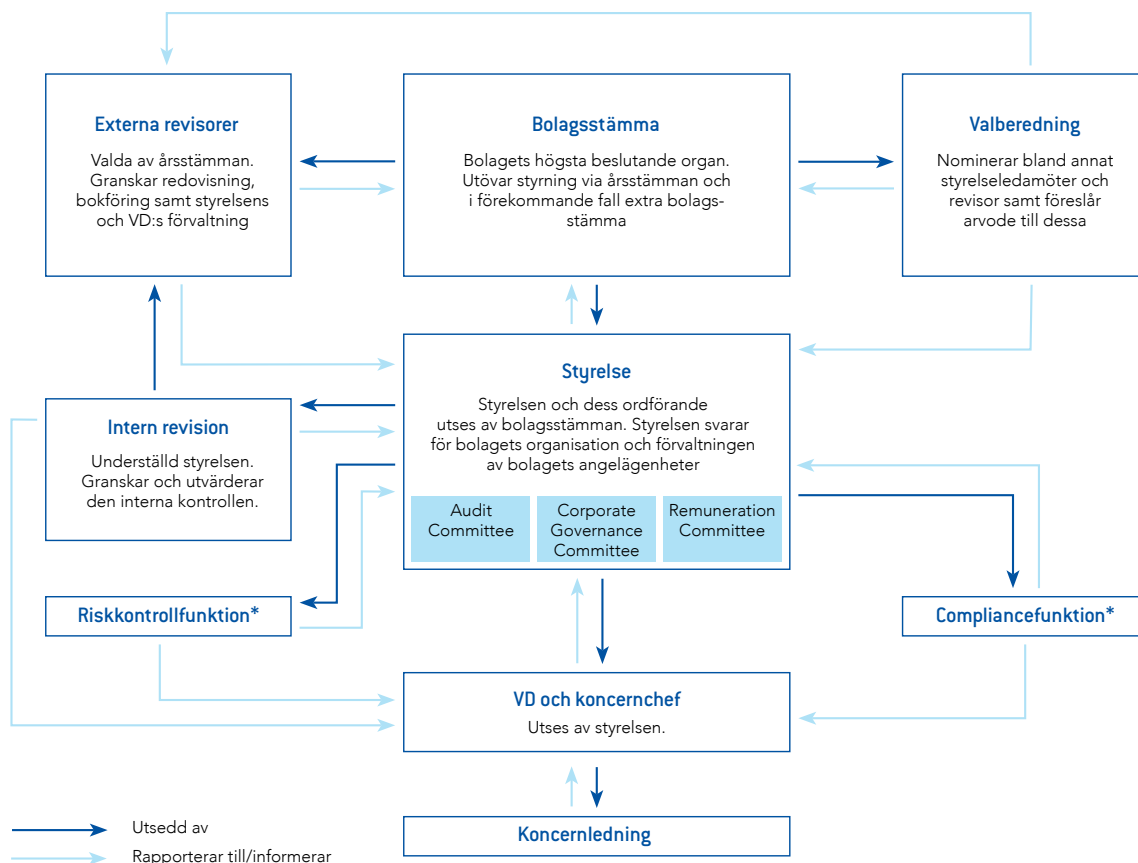 Externa revisorer
Valda av årsstämman.
Granskar redovisning,
bokföring samt styrelsens
och VD:s förvaltning
Bolagsstämma
Bolagets högsta beslutande organ.
Utövar styrning via årsstämman och
i förekommande fall extra bolags-
stämma
Valberedning
Nominerar bland annat
styrelseledamöter och
revisor samt föreslår
arvode till dessa
Styrelse
Styrelsen och dess ordförande
utses av bolagsstämman. Styrelsen svarar
för bolagets organisation och förvaltningen
av bolagets angelägenheter
Audit
Committee
Corporate
Governance
Committee
Remuneration
Committee
Intern revision
Underställd styrelsen.
Granskar och utvärderar
den interna kontrollen.
Riskkontrollfunktion*
Compliancefunktion*
VD och koncernchef
Utses av styrelsen.
Koncernledning
Utsedd av
Rapporterar till/informerar